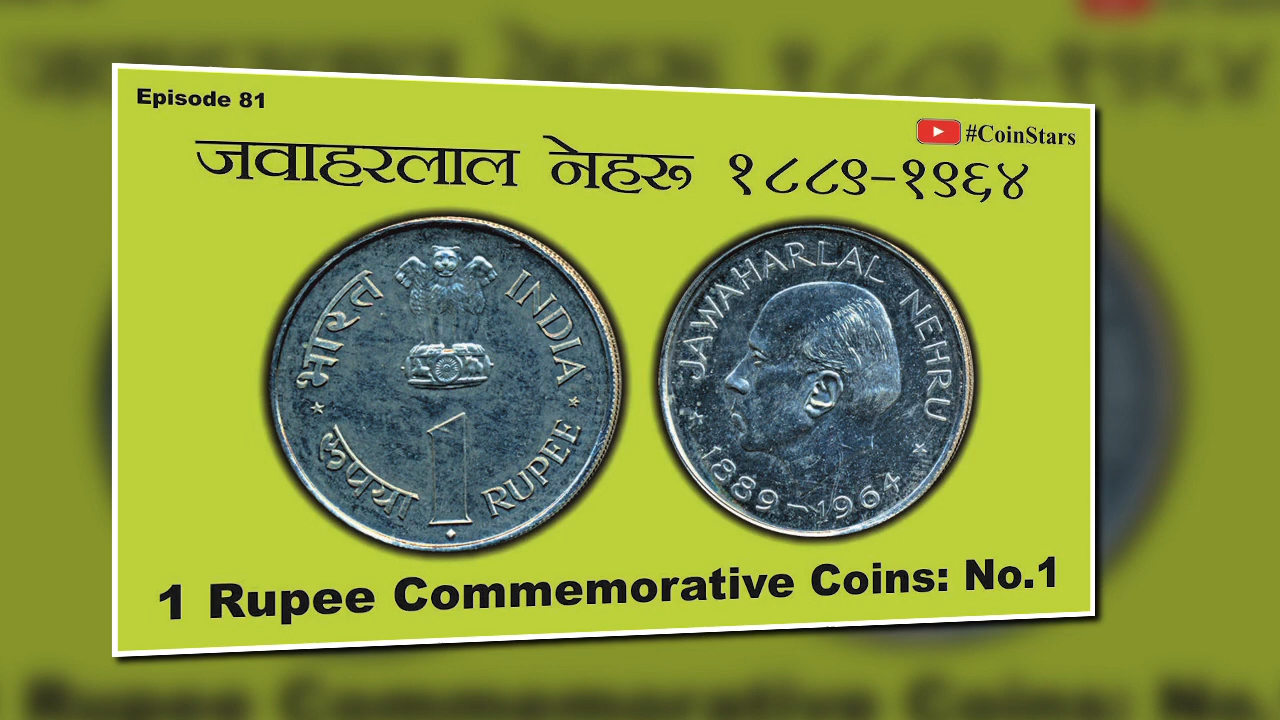 Episode 81
#CoinStars
जवाहरलाल नेहरू १८८९-१९६४
भारत
INDIA
रूपया
1
RUPEE
JAWAHARLAL NEHRU
1889-1964
1 Rupee Commemorative Coins: No.1